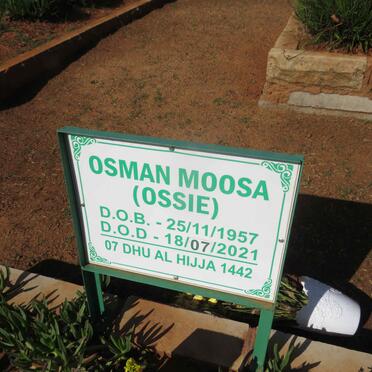 OSMAN MOOSA
(OSSIE)
D.O.B. - 25/11/1957
D.O.D - 18/07/2021
07 DHU AL HIJJA 1442